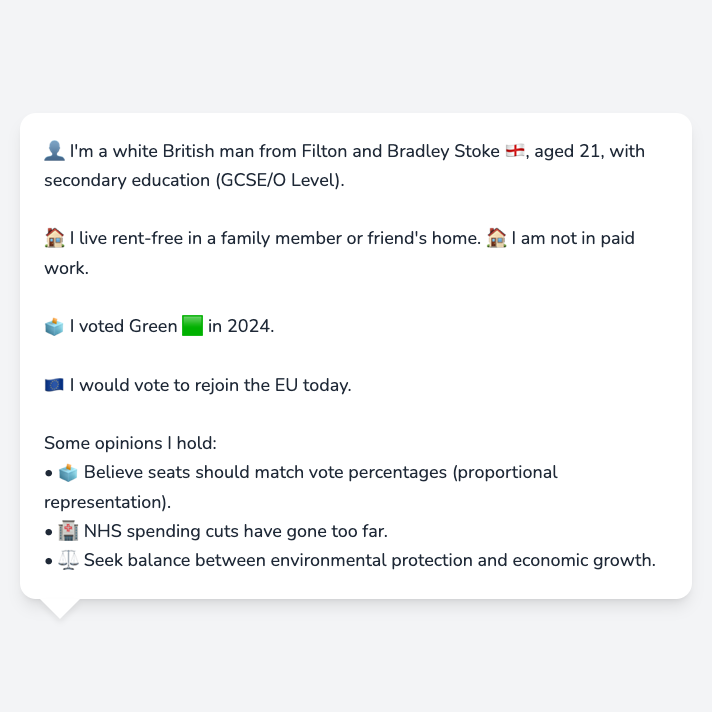 👤 I'm a white British man from Filton and Bradley Stoke 🏴󠁧󠁢󠁥󠁮󠁧󠁿, aged 21, with
secondary education (GCSE/O Level).
🏠 I live rent-free in a family member or friend's home. 🏠 I am not in paid
work.
🗳️ I voted Green 🟩 in 2024.
🇪🇺 I would vote to rejoin the EU today.
Some opinions I hold:
• 🗳️ Believe seats should match vote percentages (proportional
representation).
• 🏥 NHS spending cuts have gone too far.
• ⚖️ Seek balance between environmental protection and economic growth.